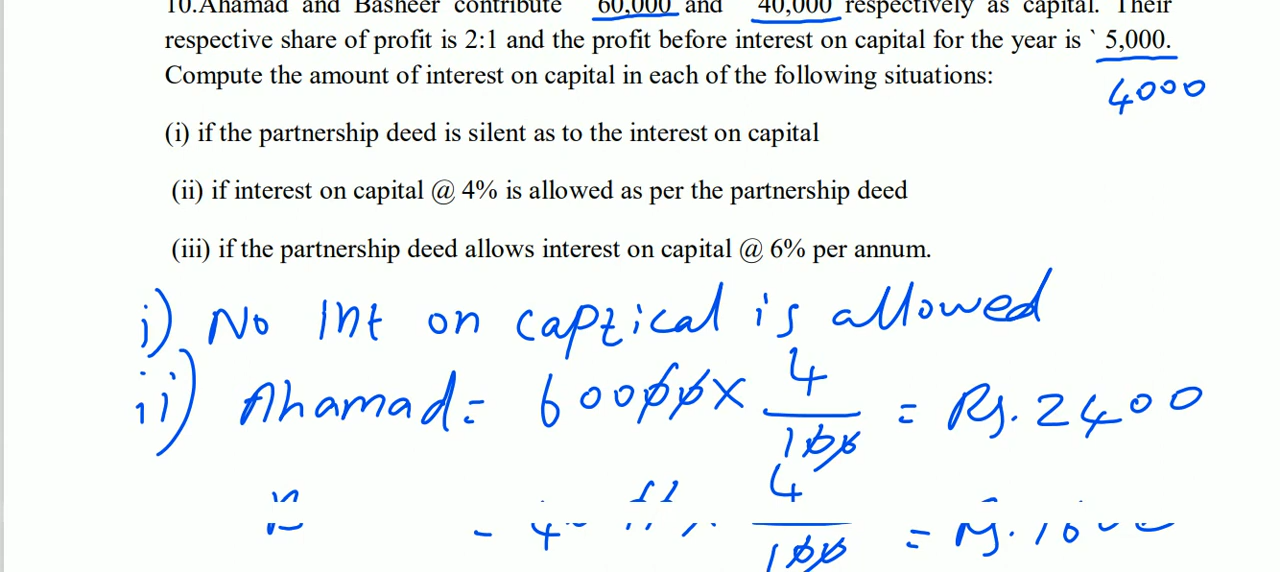 10.Ahamad and Basheer contribute 60,000 and 40,000 respectively as capital. Their
respective share of profit is 2:1 and the profit before interest on capital for the year is ` 5,000.
Compute the amount of interest on capital in each of the following situations:
4000
(i) if the partnership deed is silent as to the interest on capital
(ii) if interest on capital @ 4% is allowed as per the partnership deed
(iii) if the partnership deed allows interest on capital @ 6% per annum.
i) No Int on captical is allowed
ii) Ahamad = 60000 x 4/100 = Rs. 2400
4/100 = Rs.